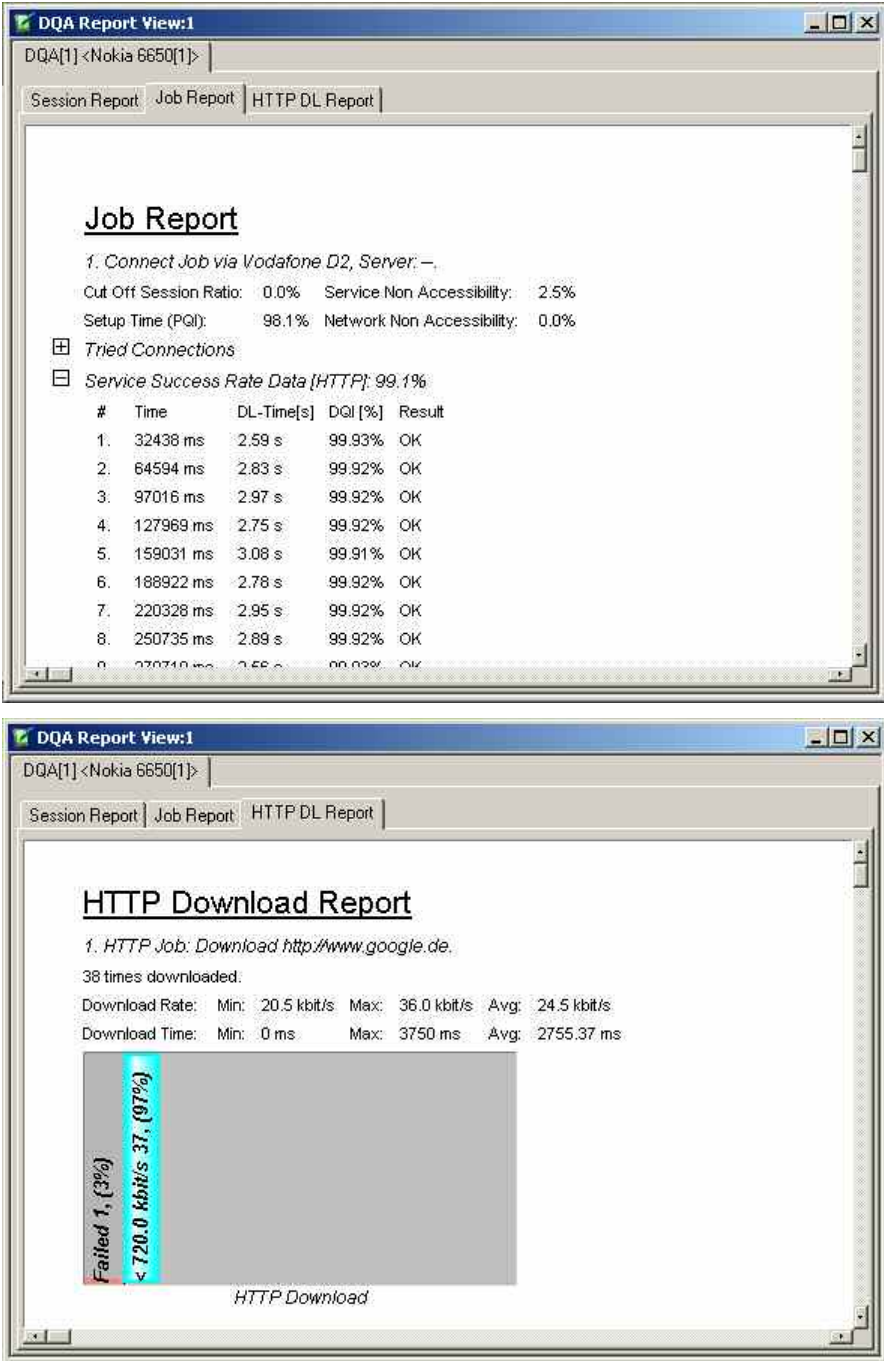 DQA Report View:1
DQA[1] <Nokia 6650[1]>
Session Report Job Report HTTP DL Report
Job Report
1. Connect Job via Vodafone D2, Server: --.
Cut Off Session Ratio: 0.0% Service Non Accessibility: 2.5%
Setup Time (PQI): 98.1% Network Non Accessibility: 0.0%
Tried Connections
Service Success Rate Data [HTTP]: 99.1%
# Time DL-Time[s] DQI [%] Result
1. 32438 ms 2.59 s 99.93% OK
2. 64594 ms 2.83 s 99.92% OK
3. 97016 ms 2.97 s 99.92% OK
4. 127969 ms 2.75 s 99.92% OK
5. 159031 ms 3.08 s 99.91% OK
6. 188922 ms 2.78 s 99.92% OK
7. 220328 ms 2.95 s 99.92% OK
8. 250735 ms 2.89 s 99.92% OK
DQA Report View:1
DQA[1] <Nokia 6650[1]>
Session Report Job Report HTTP DL Report
HTTP Download Report
1. HTTP Job: Download http://www.google.de.
38 times downloaded.
Download Rate: Min: 20.5 kbit/s Max: 36.0 kbit/s Avg: 24.5 kbit/s
Download Time: Min: 0 ms Max: 3750 ms Avg: 2755.37 ms
Failed 1, (3%)
< 720.0 kbit/s 37, (97%)
HTTP Download